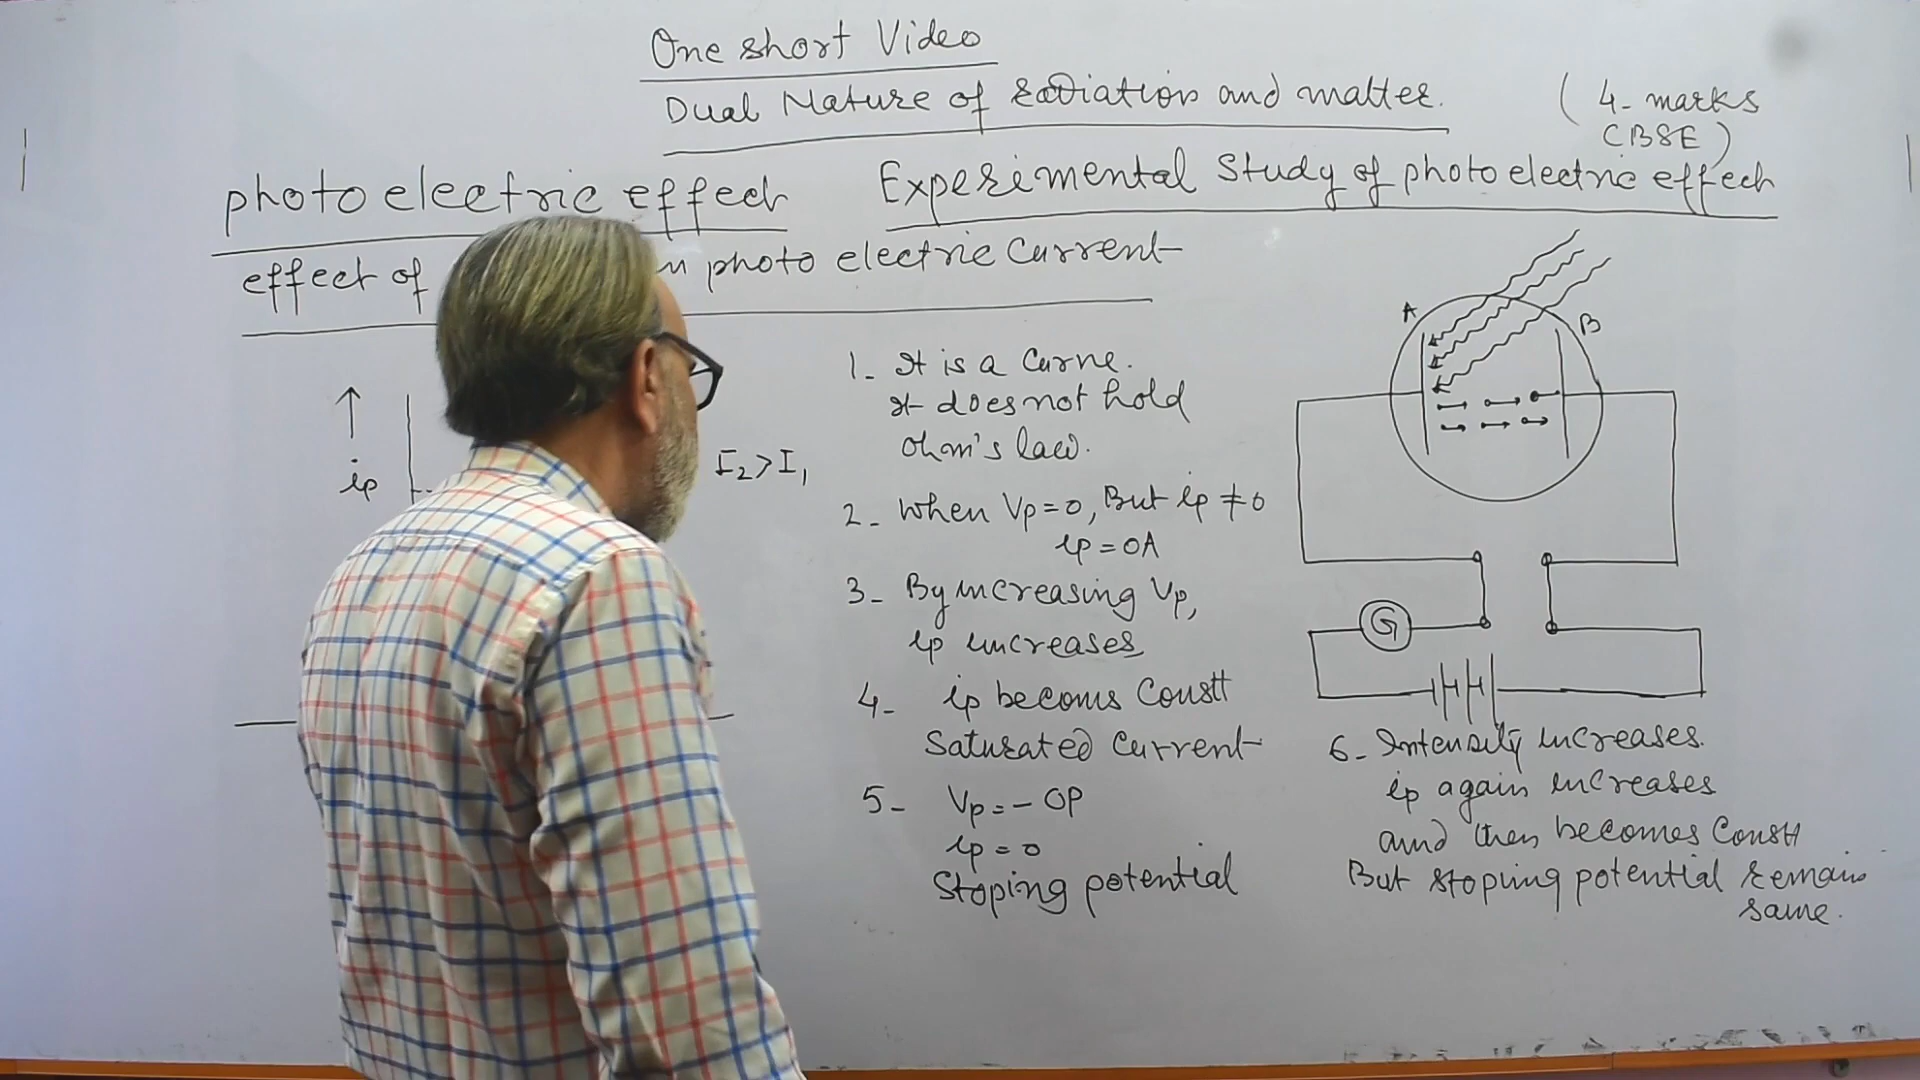 One short Video
Dual Nature of radiation and matter.
( 4- marks
CBSE )
photo electric effect
Experimental Study of photo electric effect
effect of
n photo electric Current
↑
ip
I₂ > I₁
1- It is a Curve.
It does not hold
ohm's law.
2- when Vp = 0, But ip ≠ 0
ip = OA
3- By increasing Vp,
ip increases
4- ip becoms Constt
Saturated Current
5- Vp = - OP
ip = 0
Stoping potential
A
B
G
6- Intensity increases.
ip again increases
and then becomes Constt
But stoping potential remains
same.